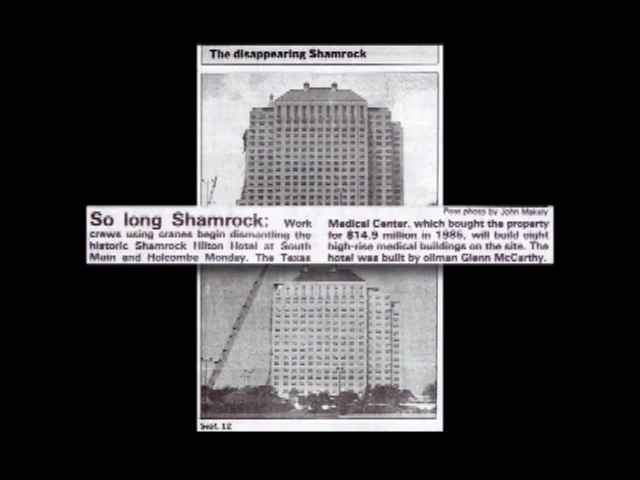 The disappearing Shamrock
Post photo by John Makely
So long Shamrock: Work
crews using cranes begin dismantling the
historic Shamrock Hilton Hotel at South
Main and Holcombe Monday. The Texas
Medical Center, which bought the property
for $14.9 million in 1986, will build eight
high-rise medical buildings on the site. The
hotel was built by oilman Glenn McCarthy.
Sept. 12